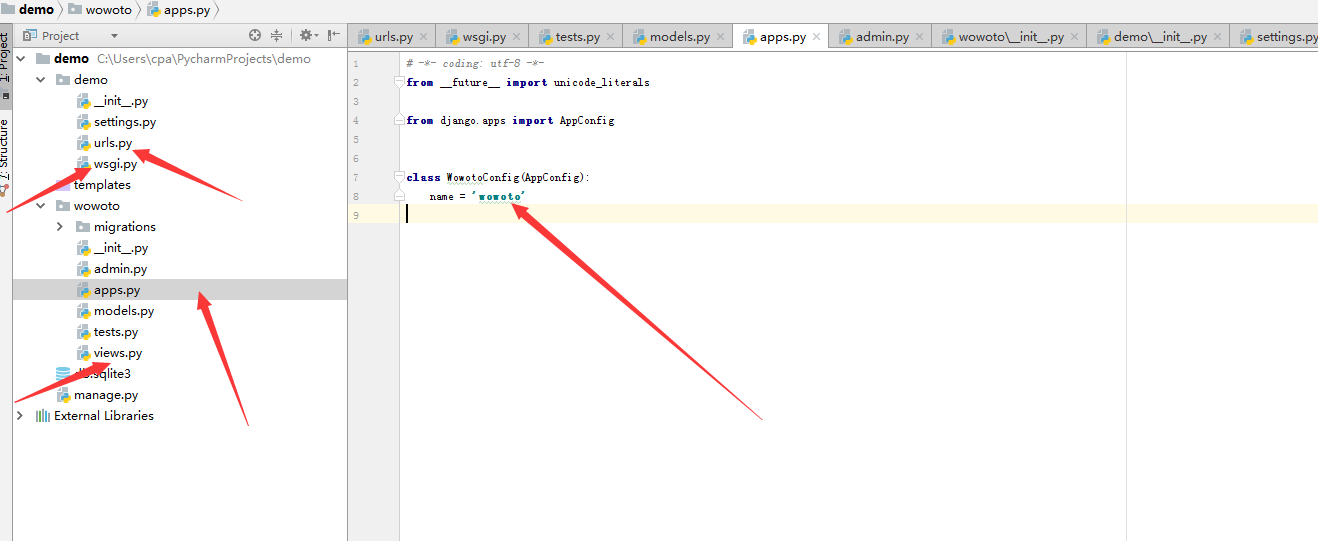 demo wowoto apps.py
1: Project
7: Structure
Project
demo C:\Users\cpa\PycharmProjects\demo
demo
__init__.py
settings.py
urls.py
wsgi.py
templates
wowoto
migrations
__init__.py
admin.py
apps.py
models.py
tests.py
views.py
db.sqlite3
manage.py
External Libraries
urls.py wsgi.py tests.py models.py apps.py admin.py wowoto\__init__.py demo\__init__.py settings.py
1 # -*- coding: utf-8 -*-
2 from __future__ import unicode_literals
3
4 from django.apps import AppConfig
5
6
7 class WowotoConfig(AppConfig):
8 name = 'wowoto'
9